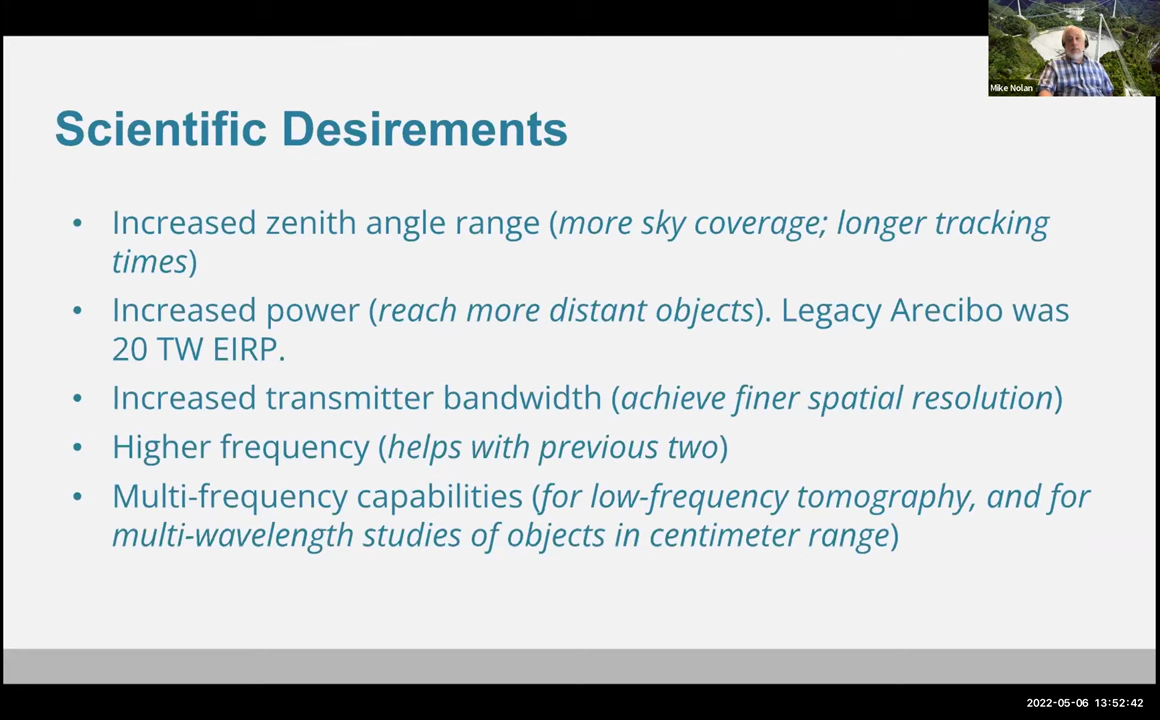 Mike Nolan
Scientific Desirements
• Increased zenith angle range (more sky coverage; longer tracking
times)
• Increased power (reach more distant objects). Legacy Arecibo was
20 TW EIRP.
• Increased transmitter bandwidth (achieve finer spatial resolution)
• Higher frequency (helps with previous two)
• Multi-frequency capabilities (for low-frequency tomography, and for
multi-wavelength studies of objects in centimeter range)
2022-05-06 13:52:42